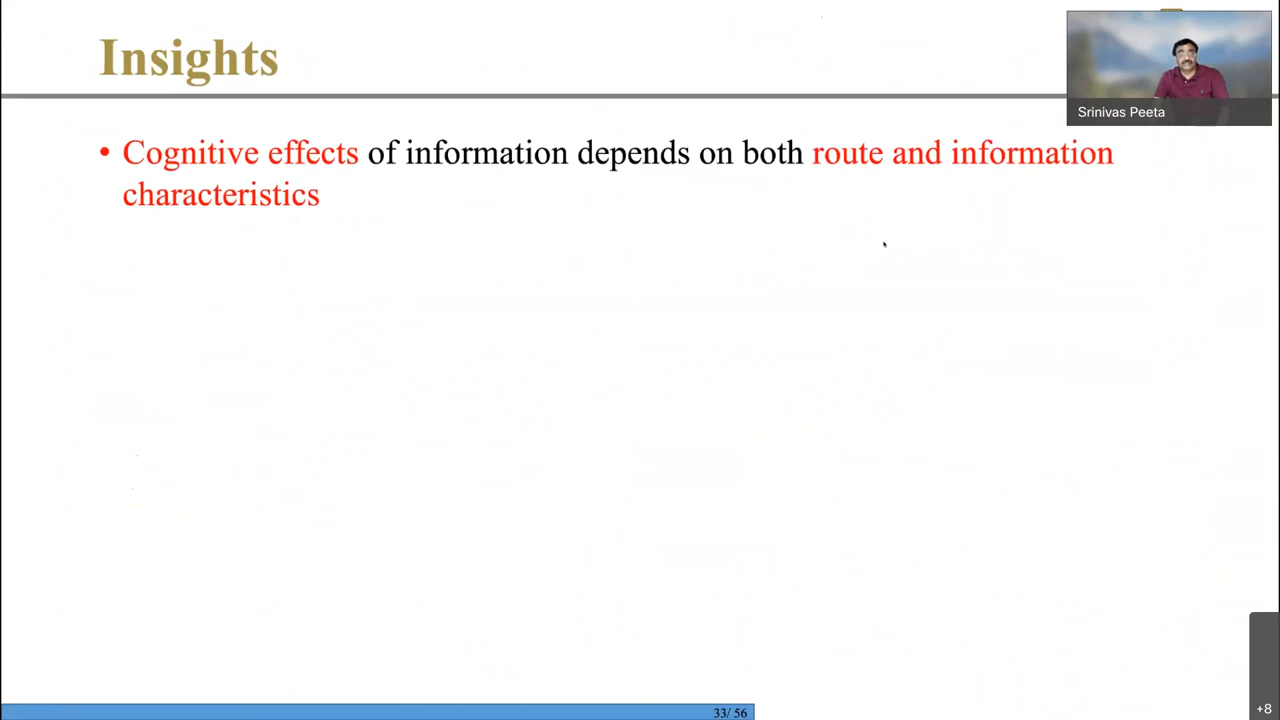 Insights
Srinivas Peeta
• Cognitive effects of information depends on both route and information
characteristics
33/ 56
+8